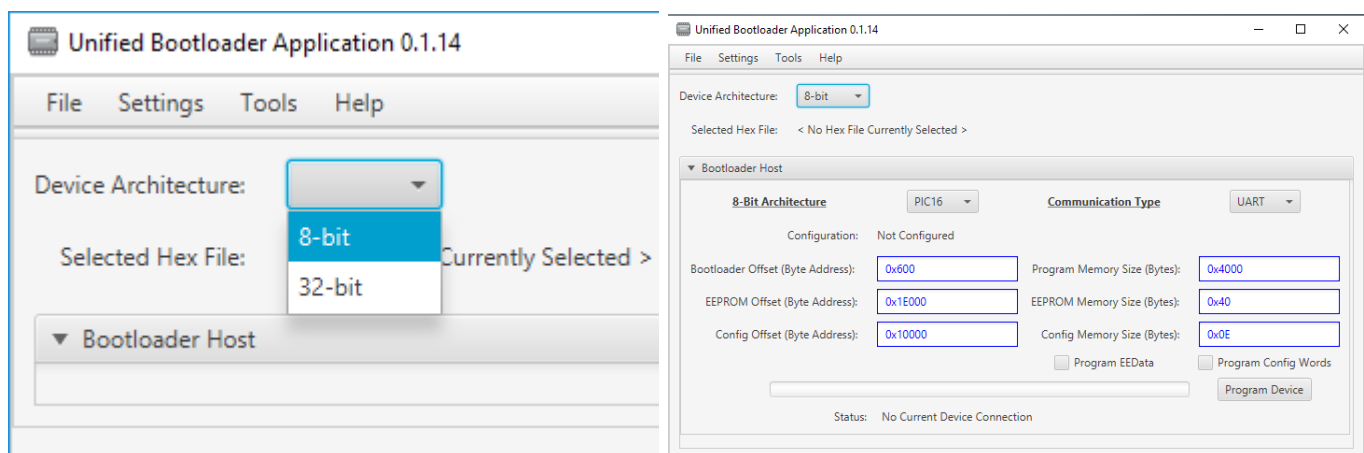 Unified Bootloader Application 0.1.14
File Settings Tools Help
Device Architecture:
8-bit
32-bit
Selected Hex File: Currently Selected >
Bootloader Host
Unified Bootloader Application 0.1.14
File Settings Tools Help
Device Architecture: 8-bit
Selected Hex File: < No Hex File Currently Selected >
Bootloader Host
8-Bit Architecture PIC16 Communication Type UART
Configuration: Not Configured
Bootloader Offset (Byte Address): 0x600 Program Memory Size (Bytes): 0x4000
EEPROM Offset (Byte Address): 0x1E000 EEPROM Memory Size (Bytes): 0x40
Config Offset (Byte Address): 0x10000 Config Memory Size (Bytes): 0x0E
Program EEData Program Config Words
Program Device
Status: No Current Device Connection